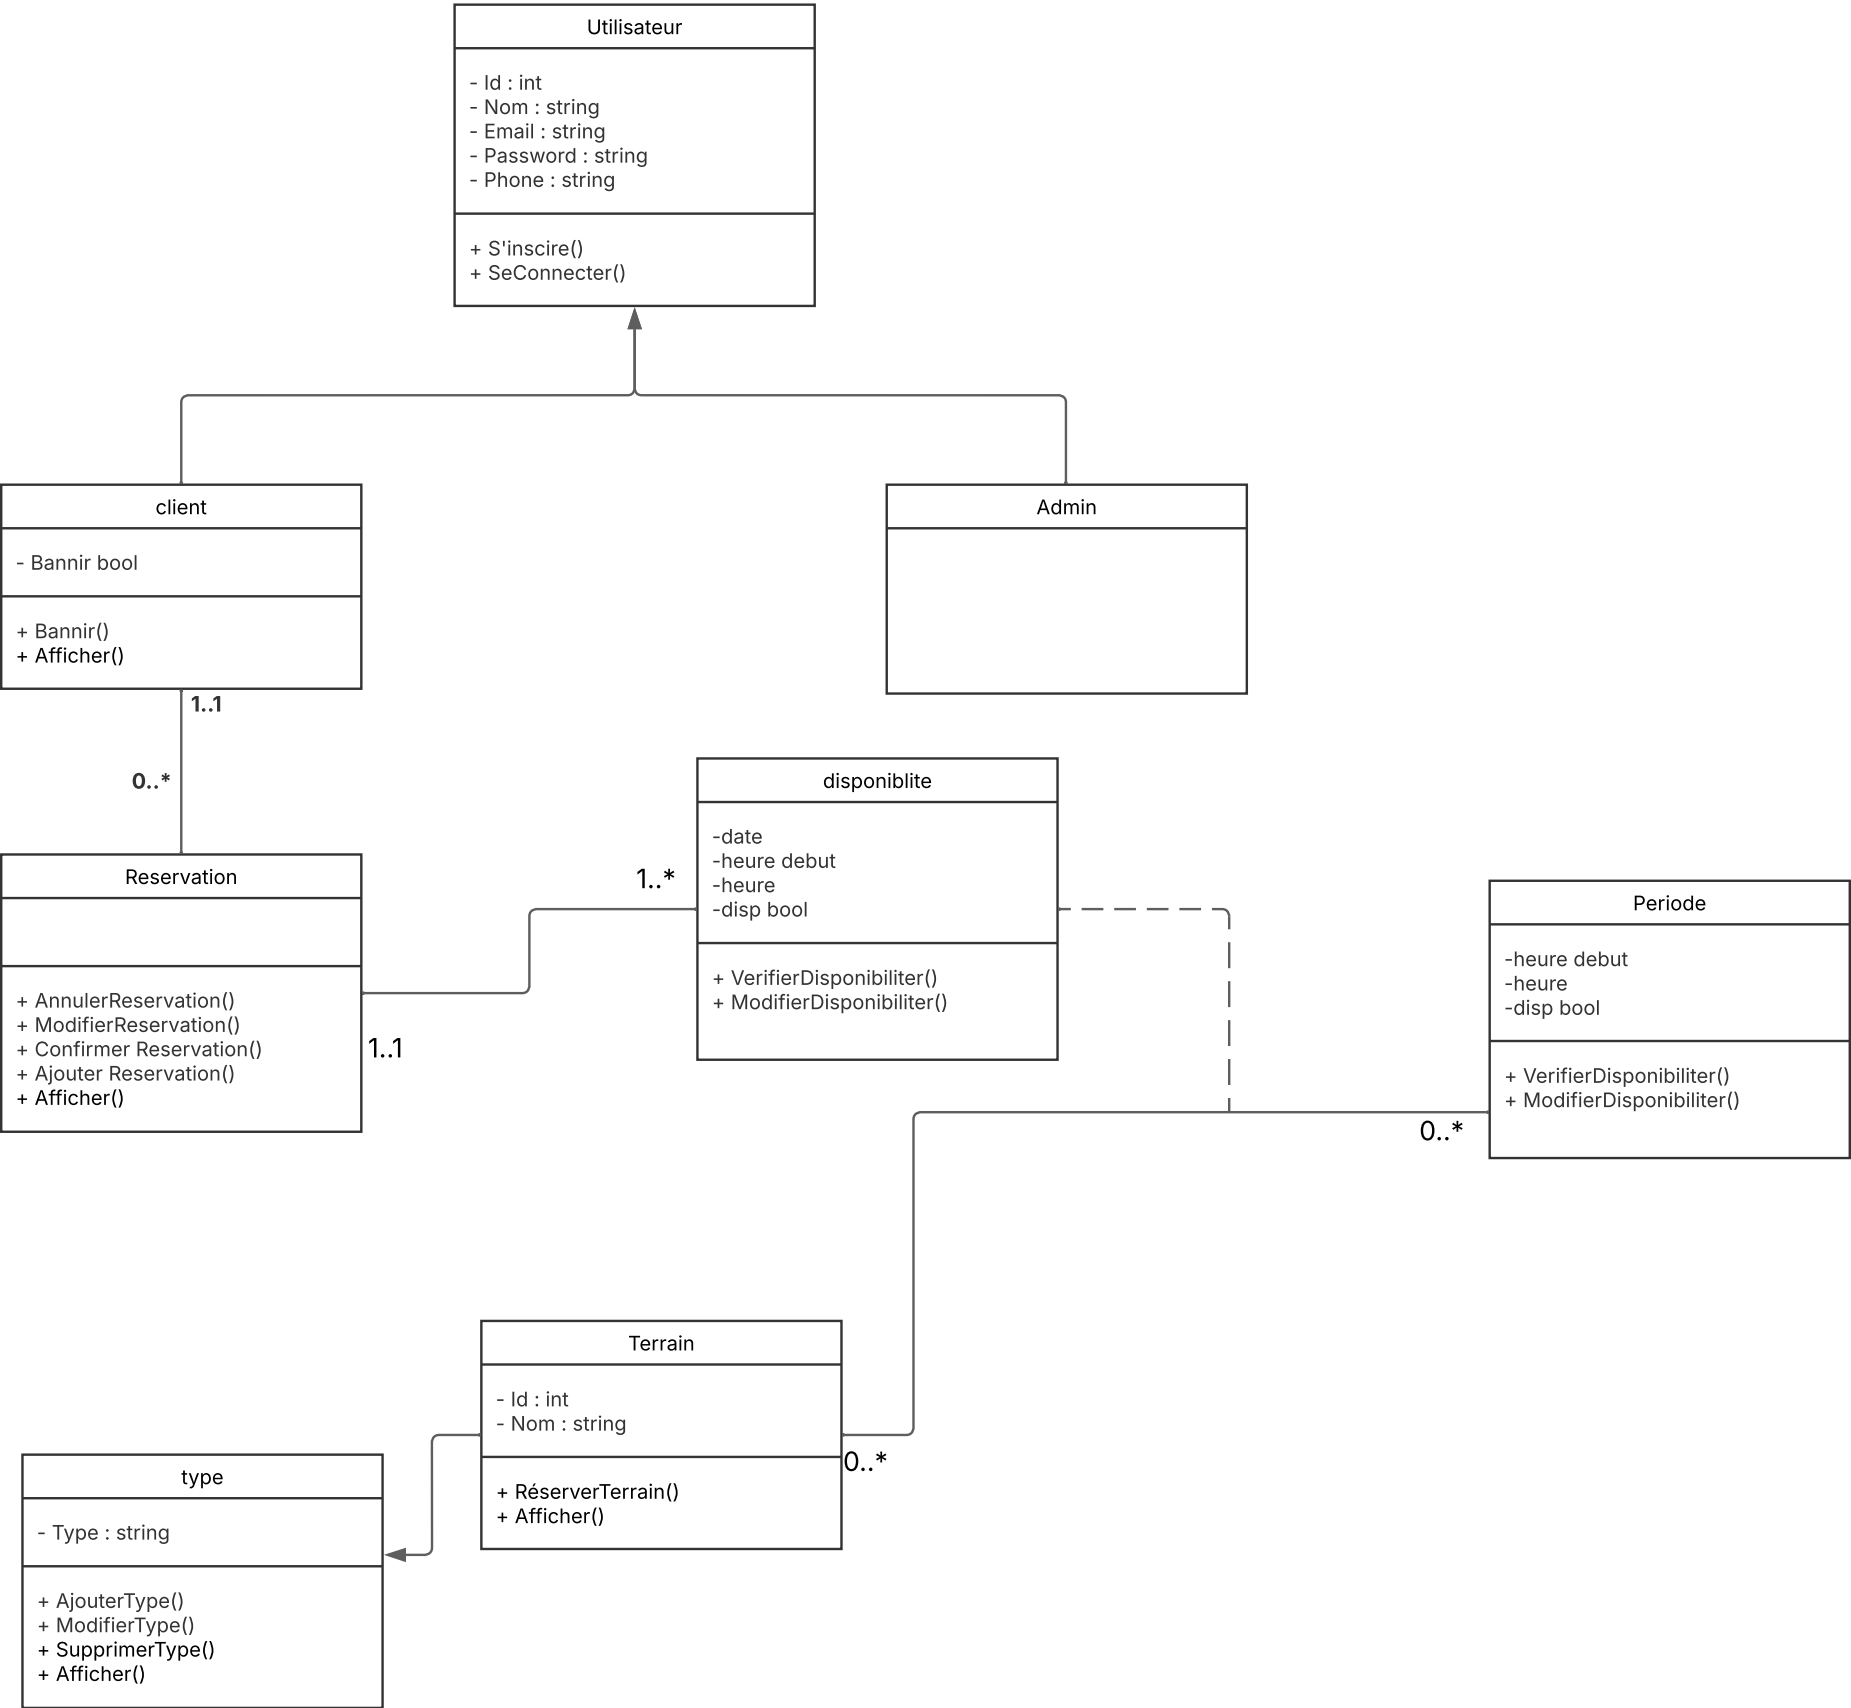 Utilisateur
- Id : int
- Nom : string
- Email : string
- Password : string
- Phone : string
+ S'inscire()
+ SeConnecter()
client
- Bannir bool
+ Bannir()
+ Afficher()
Admin
1..1
0..*
disponiblite
-date
-heure debut
-heure
-disp bool
+ VerifierDisponibiliter()
+ ModifierDisponibiliter()
Reservation
+ AnnulerReservation()
+ ModifierReservation()
+ Confirmer Reservation()
+ Ajouter Reservation()
+ Afficher()
1..*
1..1
Periode
-heure debut
-heure
-disp bool
+ VerifierDisponibiliter()
+ ModifierDisponibiliter()
0..*
Terrain
- Id : int
- Nom : string
+ RéserverTerrain()
+ Afficher()
0..*
type
- Type : string
+ AjouterType()
+ ModifierType()
+ SupprimerType()
+ Afficher()